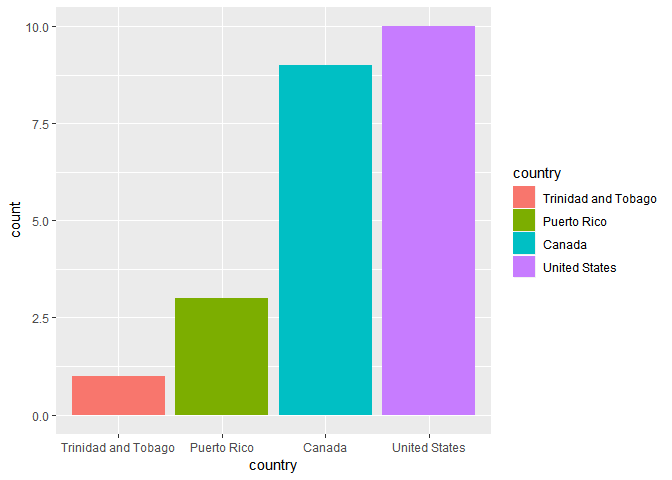 10.0
7.5
5.0
2.5
0.0
count
Trinidad and Tobago Puerto Rico Canada United States
country
country
Trinidad and Tobago
Puerto Rico
Canada
United States